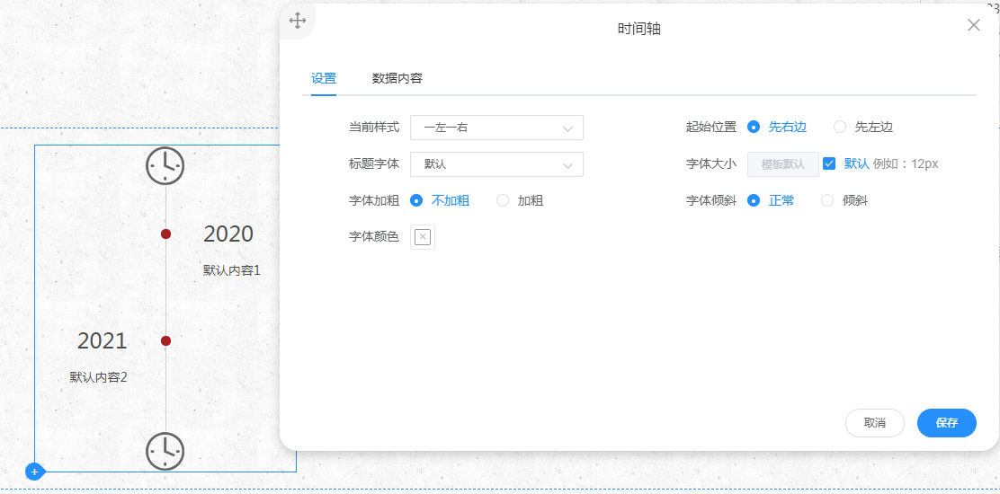 时间轴
设置 数据内容
当前样式 一左一右 起始位置 先右边 先左边
标题字体 默认 字体大小 模板默认 默认 例如：12px
字体加粗 不加粗 加粗 字体倾斜 正常 倾斜
字体颜色
取消 保存
2020
默认内容1
2021
默认内容2